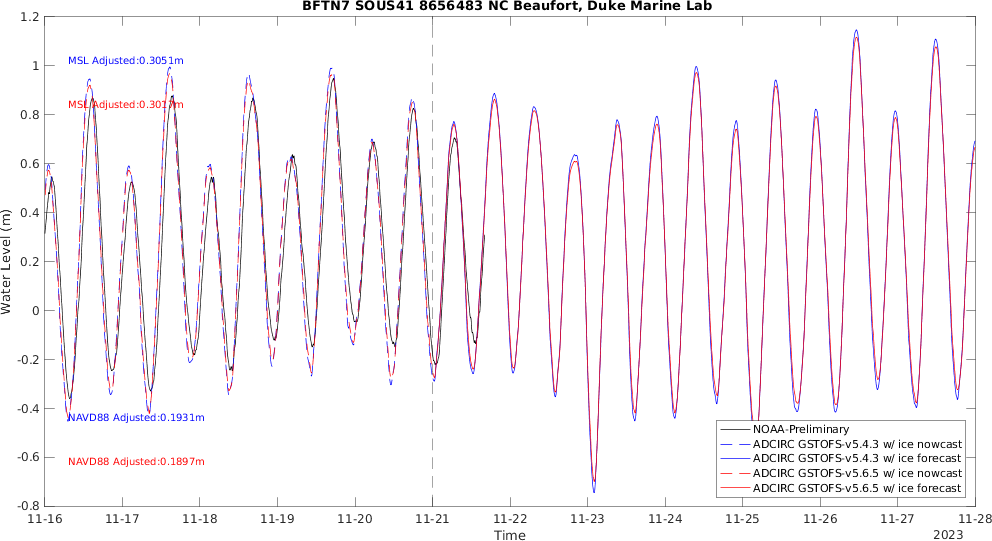 BFTN7 SOUS41 8656483 NC Beaufort, Duke Marine Lab
1.2
1
0.8
0.6
0.4
0.2
0
-0.2
-0.4
-0.6
-0.8
Water Level (m)
MSL Adjusted:0.3051m
MSL Adjusted:0.3017m
NAVD88 Adjusted:0.1931m
NAVD88 Adjusted:0.1897m
NOAA-Preliminary
ADCIRC GSTOFS-v5.4.3 w/ ice nowcast
ADCIRC GSTOFS-v5.4.3 w/ ice forecast
ADCIRC GSTOFS-v5.6.5 w/ ice nowcast
ADCIRC GSTOFS-v5.6.5 w/ ice forecast
11-16 11-17 11-18 11-19 11-20 11-21 11-22 11-23 11-24 11-25 11-26 11-27 11-28
Time
2023